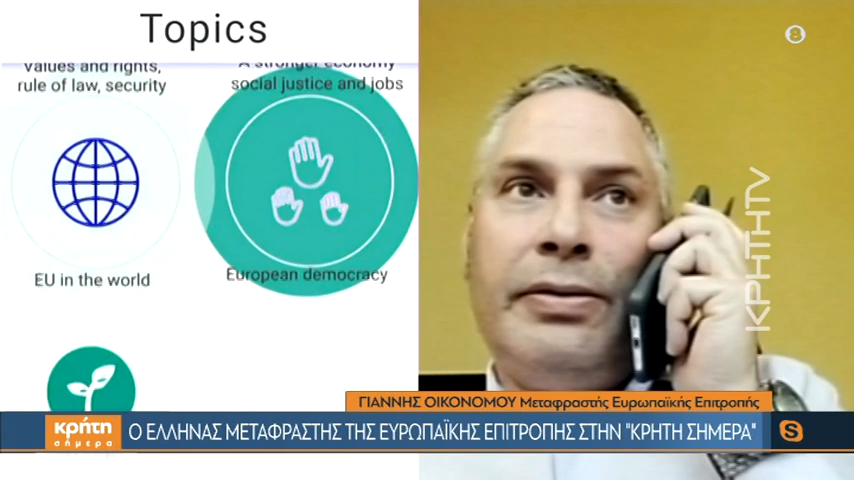 Topics
values and rights,
rule of law, security
A stronger economy
social justice and jobs
EU in the world
European democracy
ΚΡΗΤΗTV
ΓΙΑΝΝΗΣ ΟΙΚΟΝΟΜΟΥ Μεταφραστής Ευρωπαϊκής Επιτροπής
κρήτη
σήμερα
Ο ΕΛΛΗΝΑΣ ΜΕΤΑΦΡΑΣΤΗΣ ΤΗΣ ΕΥΡΩΠΑΪΚΗΣ ΕΠΙΤΡΟΠΗΣ ΣΤΗΝ "ΚΡΗΤΗ ΣΗΜΕΡΑ"
S
8